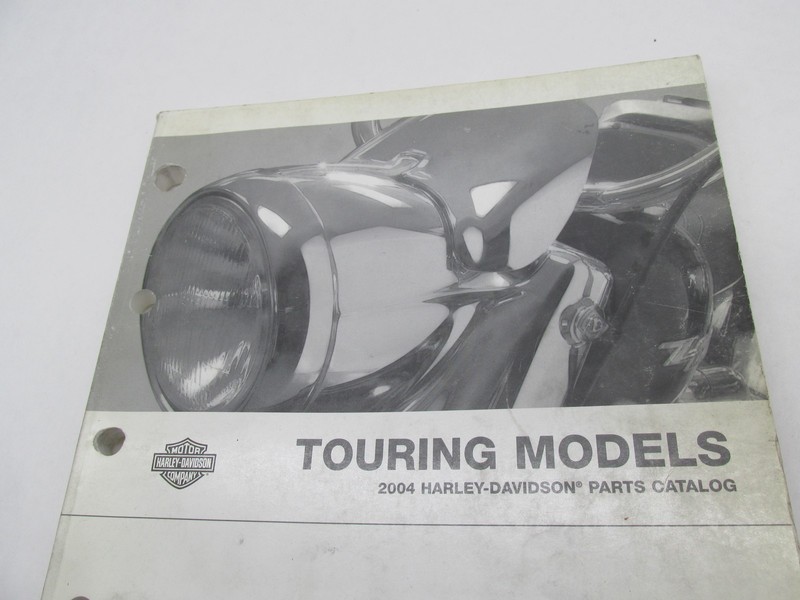 MOTOR
HARLEY-DAVIDSON
COMPANY
TOURING MODELS
2004 HARLEY-DAVIDSON® PARTS CATALOG